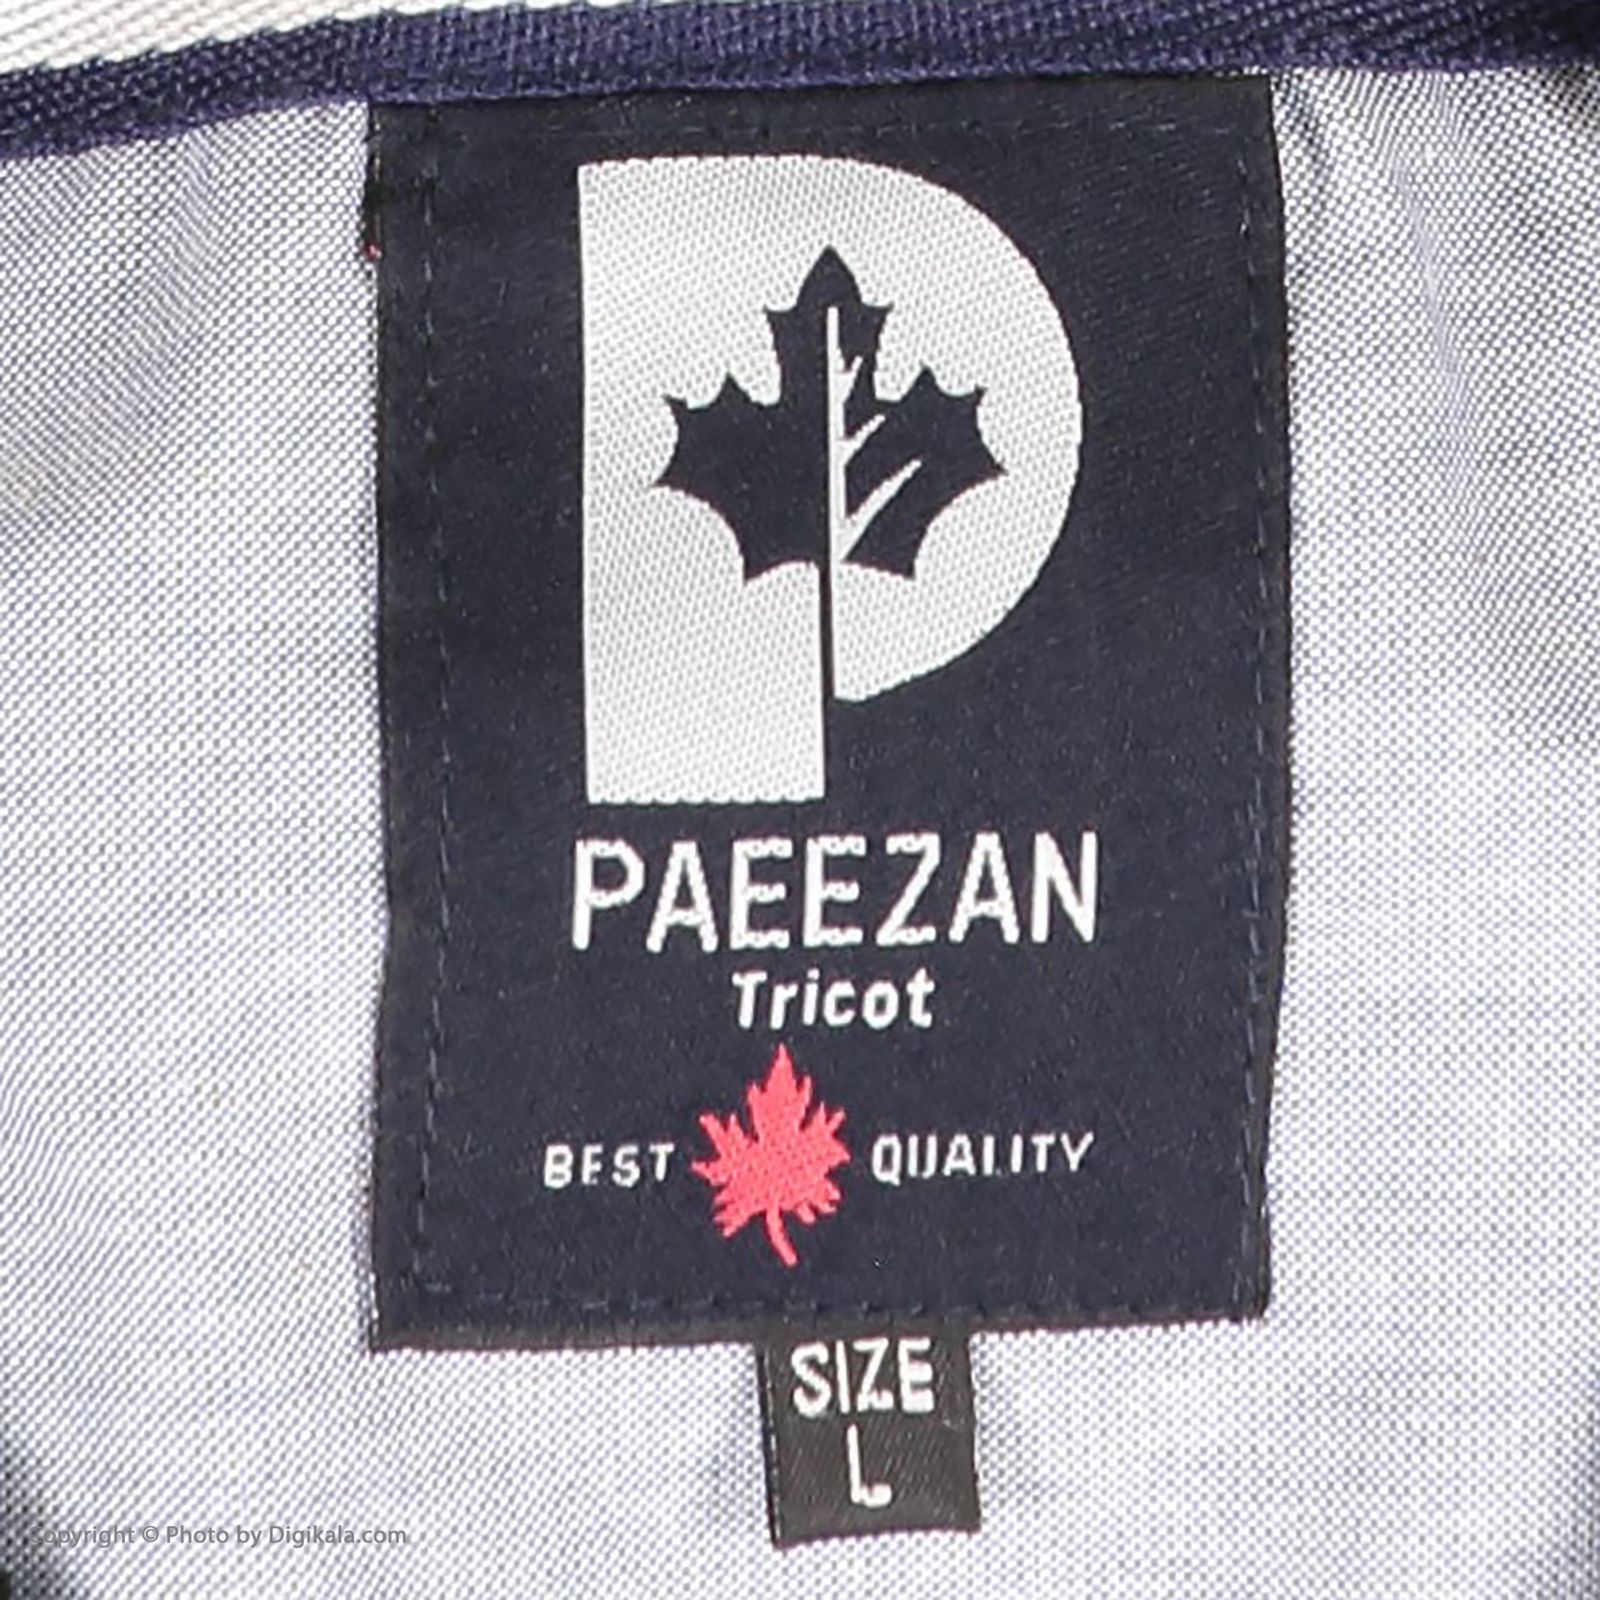 P
PAEEZAN
Tricot
BEST QUALITY
SIZE
L
Copyright © Photo by Digikala.com